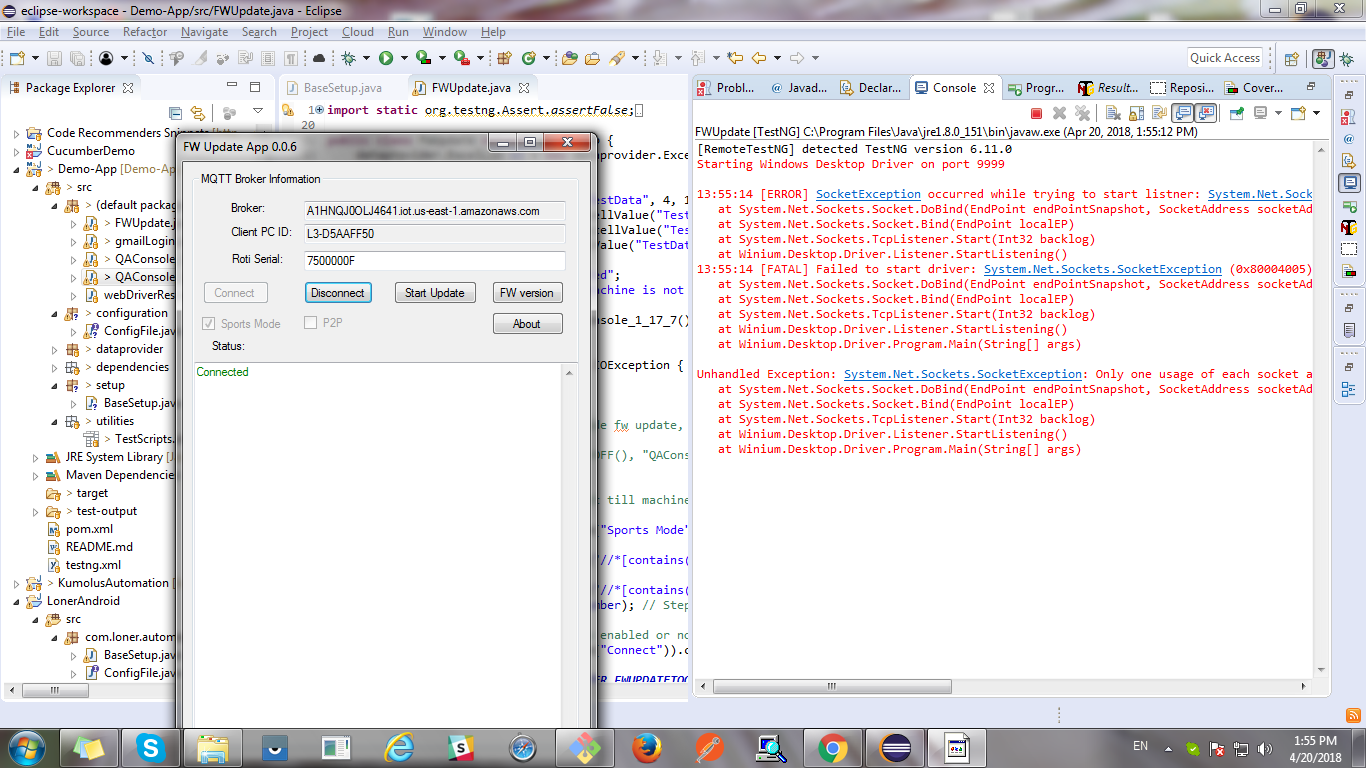 eclipse-workspace - Demo-App/src/FWUpdate.java - Eclipse
File Edit Source Refactor Navigate Search Project Cloud Run Window Help
Quick Access
Package Explorer
BaseSetup.java
FWUpdate.java
Probl...
@ Javad...
Declar...
Console
Progr...
Result...
Reposi...
Cover...
Code Recommenders Snippets
CucumberDemo
> Demo-App [Demo-Ap
> src
> (default packag
> FWUpdate.j
> gmailLogin
> QAConsole
> QAConsole
webDriverRes
> configuration
ConfigFile.jav
> dataprovider
> dependencies
> setup
BaseSetup.jav
> utilities
> TestScripts.
JRE System Library [J
Maven Dependencie
> target
> test-output
pom.xml
README.md
testng.xml
> KumolusAutomation [
LonerAndroid
src
com.loner.autom
BaseSetup.jav
ConfigFile.jav
1 import static org.testng.Assert.assertFalse;
20
{
dataprovider.Exce
estData", 4, 1
ellValue("Tes
ellValue("Tes
Value("TestDat
ed";
achine is not
nsole_1_17_7()
IOException {
le fw update,
OFF(), "QACons
t till machine
"Sports Mode"
//*[contains(
//*[contains(
mber); // Step
enabled or no
"Connect")).c
FW Update App 0.0.6
MQTT Broker Information
Broker: A1HNQJ0OLJ4641.iot.us-east-1.amazonaws.com
Client PC ID: L3-D5AAFF50
Roti Serial: 7500000F
Connect Disconnect Start Update FW version
Sports Mode P2P About
Status:
Connected
FWUpdate [TestNG] C:\Program Files\Java\jre1.8.0_151\bin\javaw.exe (Apr 20, 2018, 1:55:12 PM)
[RemoteTestNG] detected TestNG version 6.11.0
Starting Windows Desktop Driver on port 9999
13:55:14 [ERROR] SocketException occurred while trying to start listner: System.Net.Sock
at System.Net.Sockets.Socket.DoBind(EndPoint endPointSnapshot, SocketAddress socketAd
at System.Net.Sockets.Socket.Bind(EndPoint localEP)
at System.Net.Sockets.TcpListener.Start(Int32 backlog)
at Winium.Desktop.Driver.Listener.StartListening()
13:55:14 [FATAL] Failed to start driver: System.Net.Sockets.SocketException (0x80004005)
at System.Net.Sockets.Socket.DoBind(EndPoint endPointSnapshot, SocketAddress socketAd
at System.Net.Sockets.Socket.Bind(EndPoint localEP)
at System.Net.Sockets.TcpListener.Start(Int32 backlog)
at Winium.Desktop.Driver.Listener.StartListening()
at Winium.Desktop.Driver.Program.Main(String[] args)
Unhandled Exception: System.Net.Sockets.SocketException: Only one usage of each socket a
at System.Net.Sockets.Socket.DoBind(EndPoint endPointSnapshot, SocketAddress socketAd
at System.Net.Sockets.Socket.Bind(EndPoint localEP)
at System.Net.Sockets.TcpListener.Start(Int32 backlog)
at Winium.Desktop.Driver.Listener.StartListening()
at Winium.Desktop.Driver.Program.Main(String[] args)
EN
1:55 PM
4/20/2018